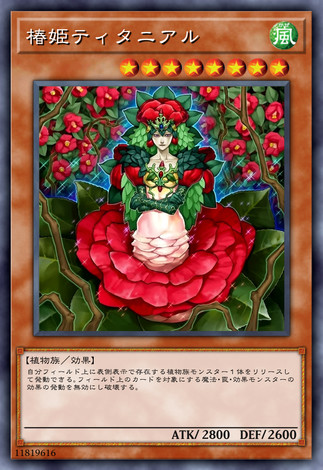 椿姫ティタニアル
風
【植物族／効果】
自分フィールド上に表側表示で存在する植物族モンスター１体をリリースし
て発動できる。フィールド上のカードを対象にする魔法・罠・効果モンスターの
効果の発動を無効にし破壊する。
ATK/ 2800 DEF/2600
11819616